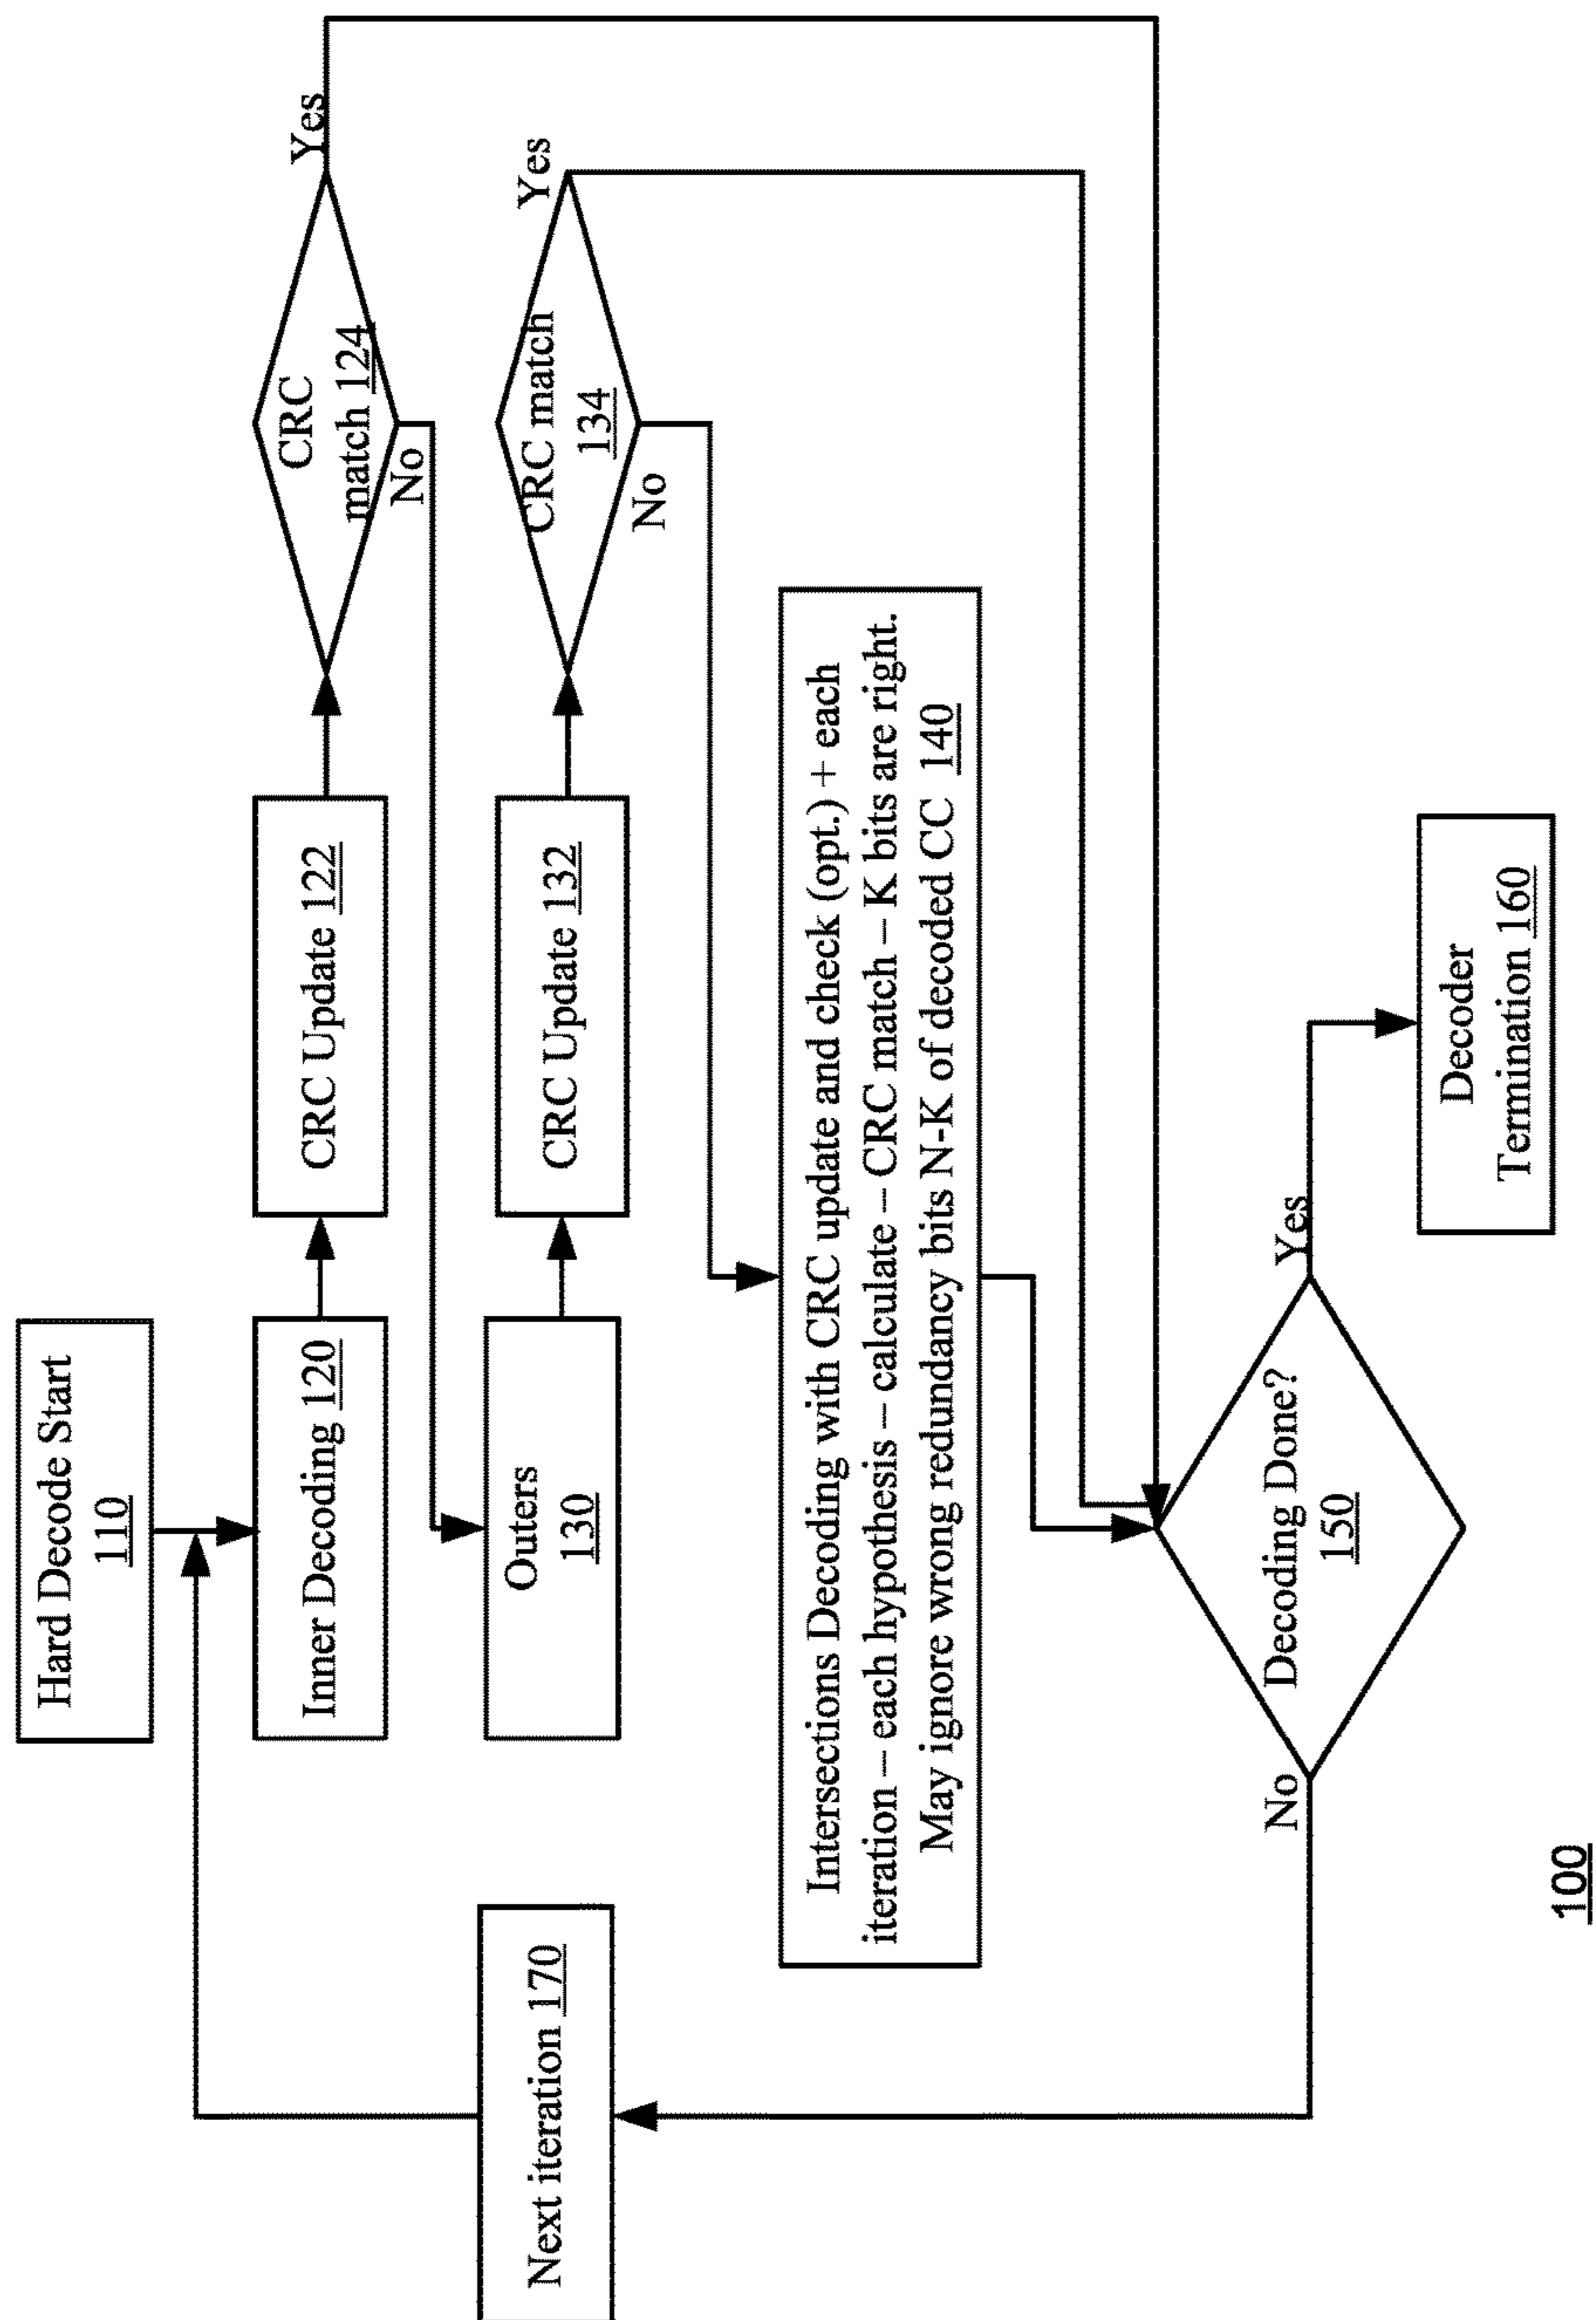 Hard Decode Start
110
Inner Decoding 120
CRC Update 122
CRC
match 124
Yes
No
Outers
130
CRC Update 132
CRC match
134
Yes
No
Next iteration 170
Intersections Decoding with CRC update and check (opt.) + each
iteration – each hypothesis – calculate – CRC match – K bits are right.
May ignore wrong redundancy bits N-K of decoded CC 140
No
Decoding Done?
150
Yes
Decoder
Termination 160
100